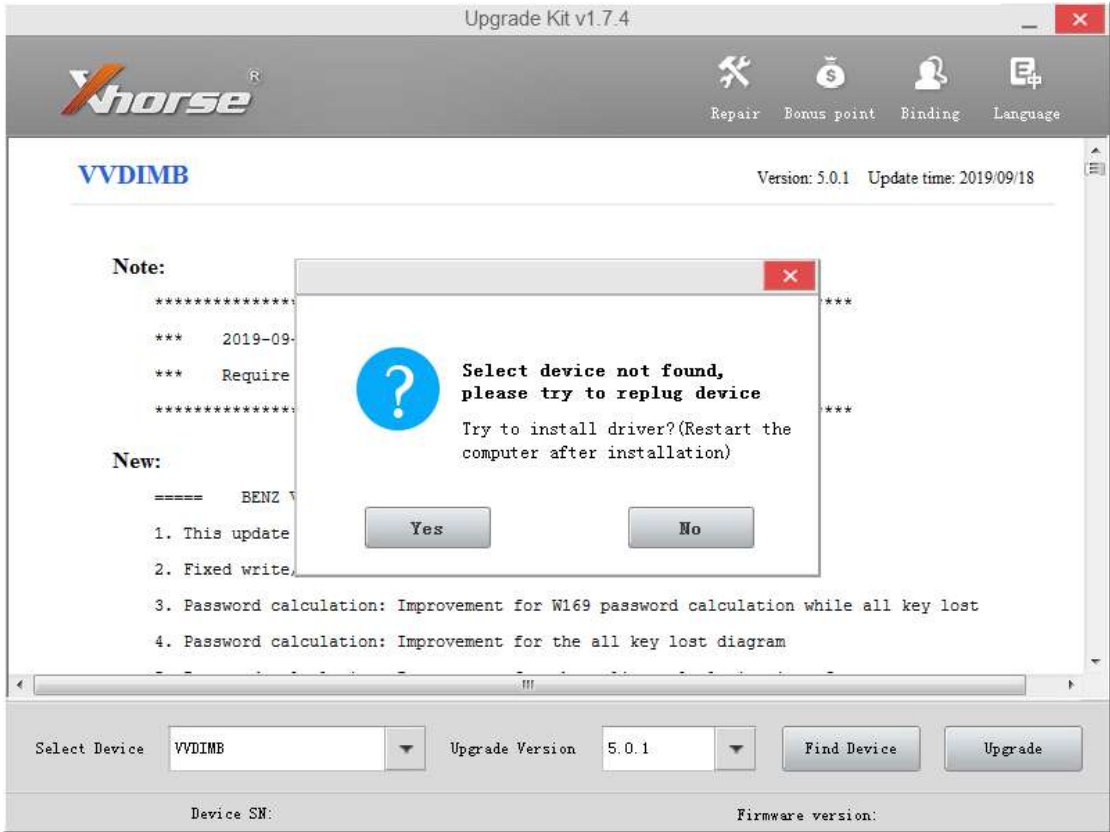 Upgrade Kit v1.7.4
Xhorse®
Repair Bonus point Binding Language
VVDIMB
Version: 5.0.1 Update time: 2019/09/18
Note:
***************
****
*** 2019-09-
*** Require
***************
****
New:
===== BENZ
1. This update
2. Fixed write/
3. Password calculation: Improvement for W169 password calculation while all key lost
4. Password calculation: Improvement for the all key lost diagram
Select device not found,
please try to replug device
Try to install driver?(Restart the
computer after installation)
Yes No
Select Device VVDIMB Upgrade Version 5.0.1 Find Device Upgrade
Device SN: Firmware version: